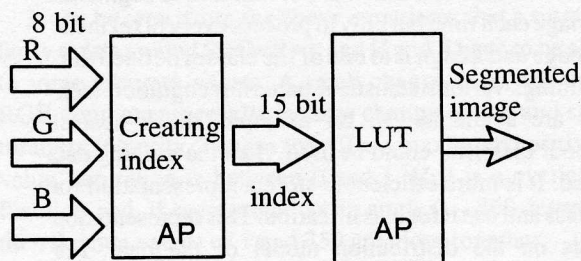 8 bit
R
G
B
Creating
index
AP
15 bit
index
LUT
AP
Segmented
image